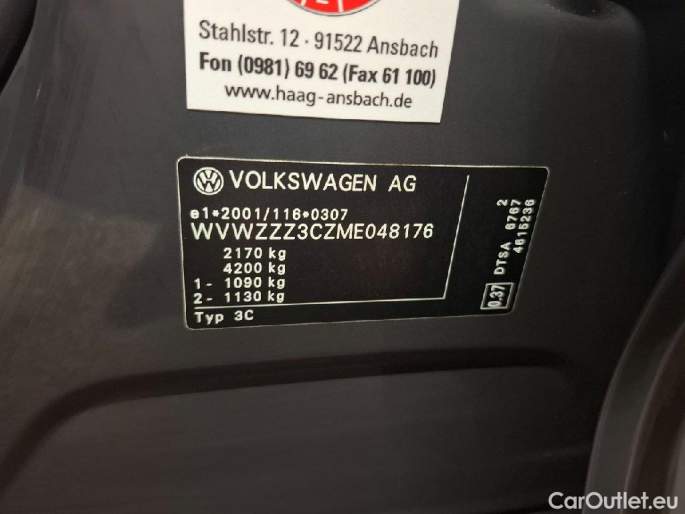 Stahlstr. 12 · 91522 Ansbach
Fon (0981) 69 62 (Fax 61 100)
www.haag-ansbach.de
VOLKSWAGEN AG
e1*2001/116*0307
WVWZZZ3CZME048176
2170 kg
4200 kg
1- 1090 kg
2- 1130 kg
Typ 3C
0.37 DTSA 6767 2
4615236
CarOutlet.eu